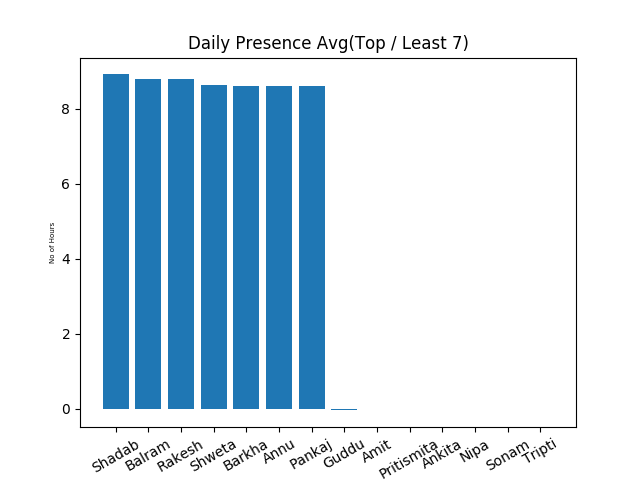 Daily Presence Avg(Top / Least 7)
No of Hours
8
6
4
2
0
Shadab
Balram
Rakesh
Shweta
Barkha
Annu
Pankaj
Guddu
Amit
Pritismita
Ankita
Nipa
Sonam
Tripti